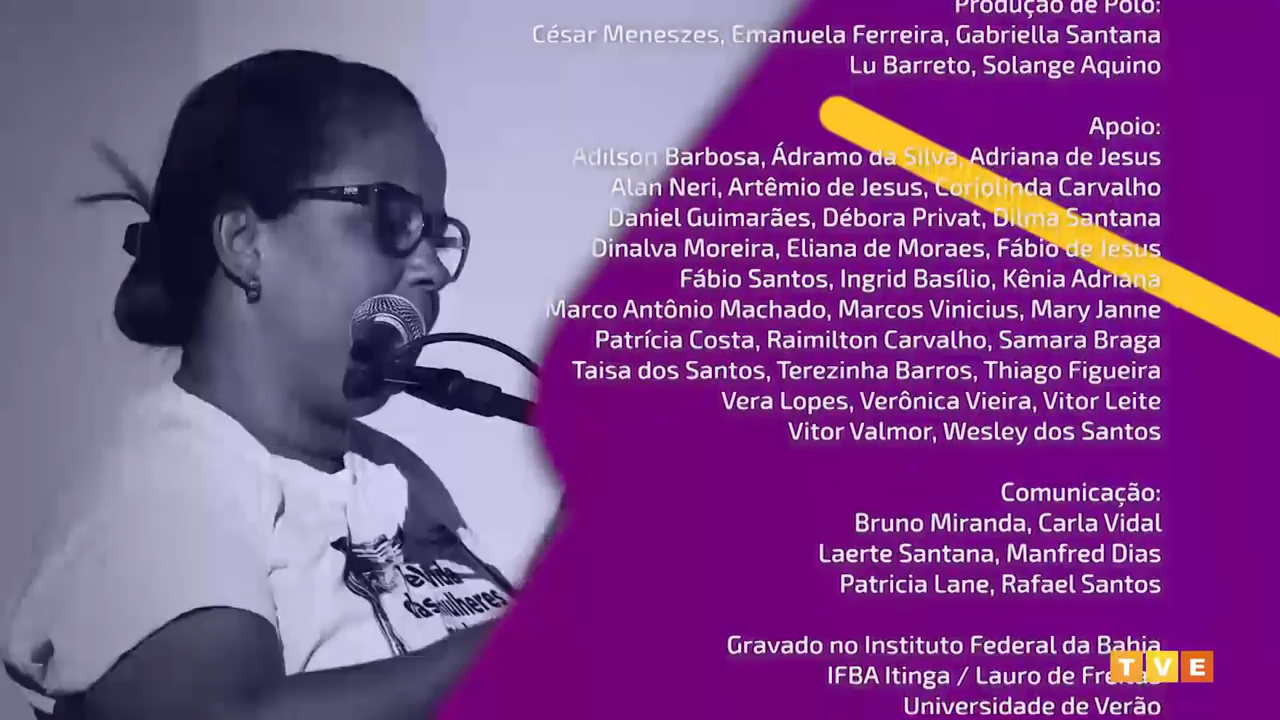 Produção de Polo:
César Meneszes, Emanuela Ferreira, Gabriella Santana
Lu Barreto, Solange Aquino
Apoio:
Adilson Barbosa, Ádramo da Silva, Adriana de Jesus
Alan Neri, Artêmio de Jesus, Coriolinda Carvalho
Daniel Guimarães, Débora Privat, Dilma Santana
Dinalva Moreira, Eliana de Moraes, Fábio de Jesus
Fábio Santos, Ingrid Basílio, Kênia Adriana
Marco Antônio Machado, Marcos Vinicius, Mary Janne
Patrícia Costa, Raimilton Carvalho, Samara Braga
Taisa dos Santos, Terezinha Barros, Thiago Figueira
Vera Lopes, Verônica Vieira, Vitor Leite
Vitor Valmor, Wesley dos Santos
Comunicação:
Bruno Miranda, Carla Vidal
Laerte Santana, Manfred Dias
Patricia Lane, Rafael Santos
Gravado no Instituto Federal da Bahia
IFBA Itinga / Lauro de Freitas
Universidade de Verão
TVE
vida
das mulheres